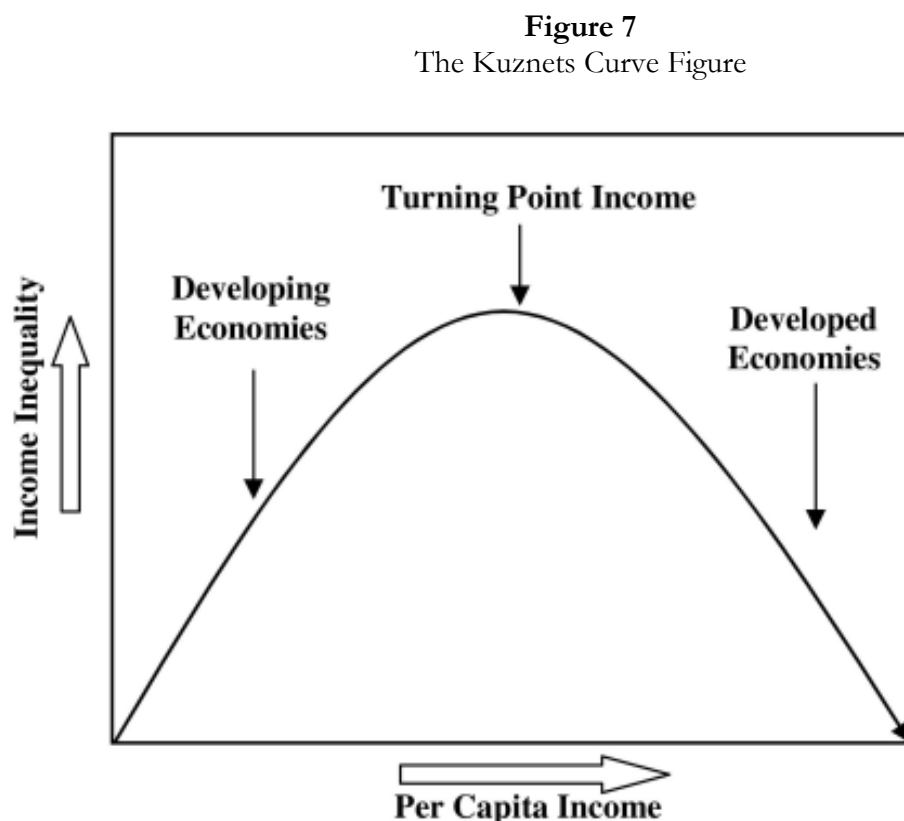 Figure 7
The Kuznets Curve Figure
Turning Point Income
Developing
Economies
Developed
Economies
Income Inequality
Per Capita Income